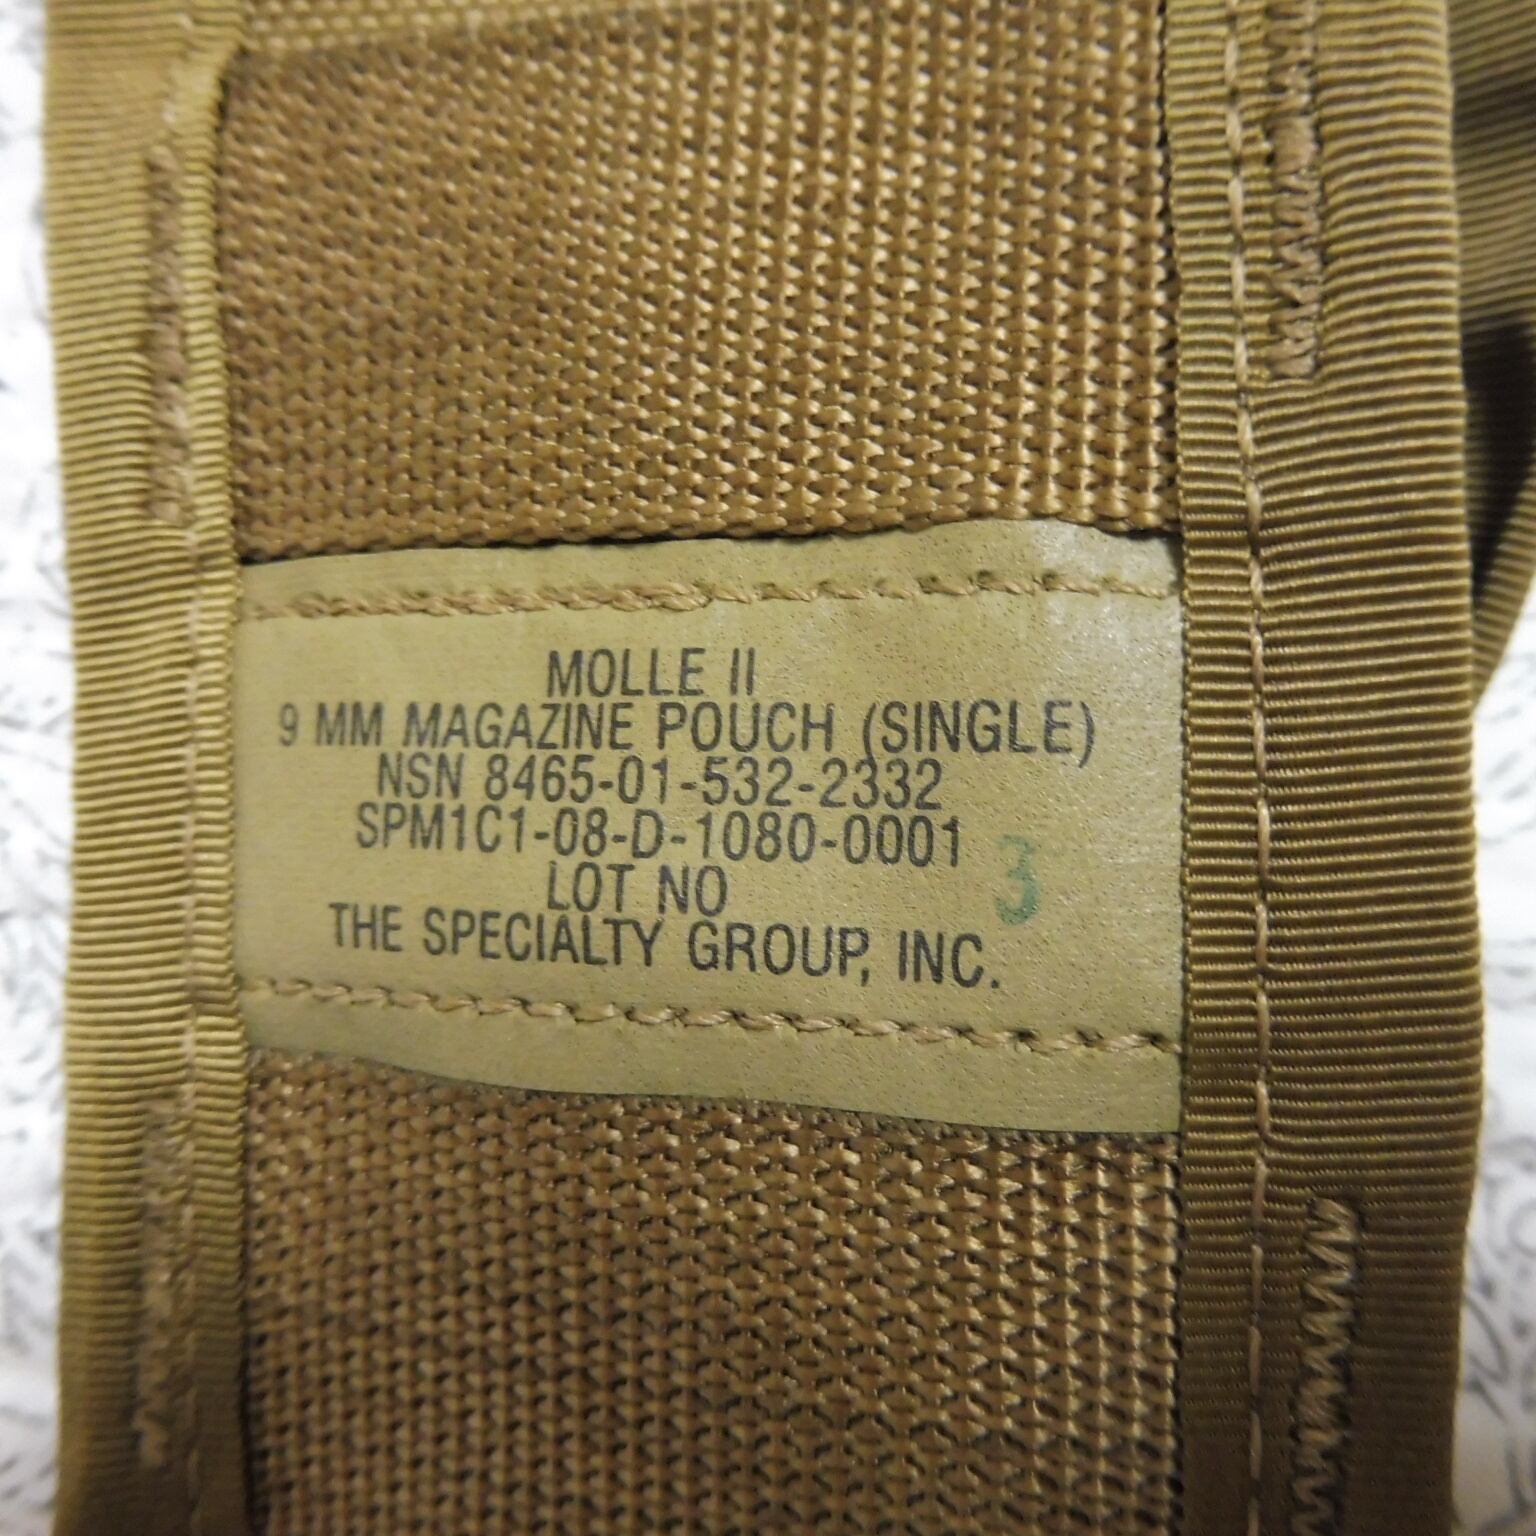 MOLLE II
9 MM MAGAZINE POUCH (SINGLE)
NSN 8465-01-532-2332
SPM1C1-08-D-1080-0001
LOT NO 3
THE SPECIALTY GROUP, INC.